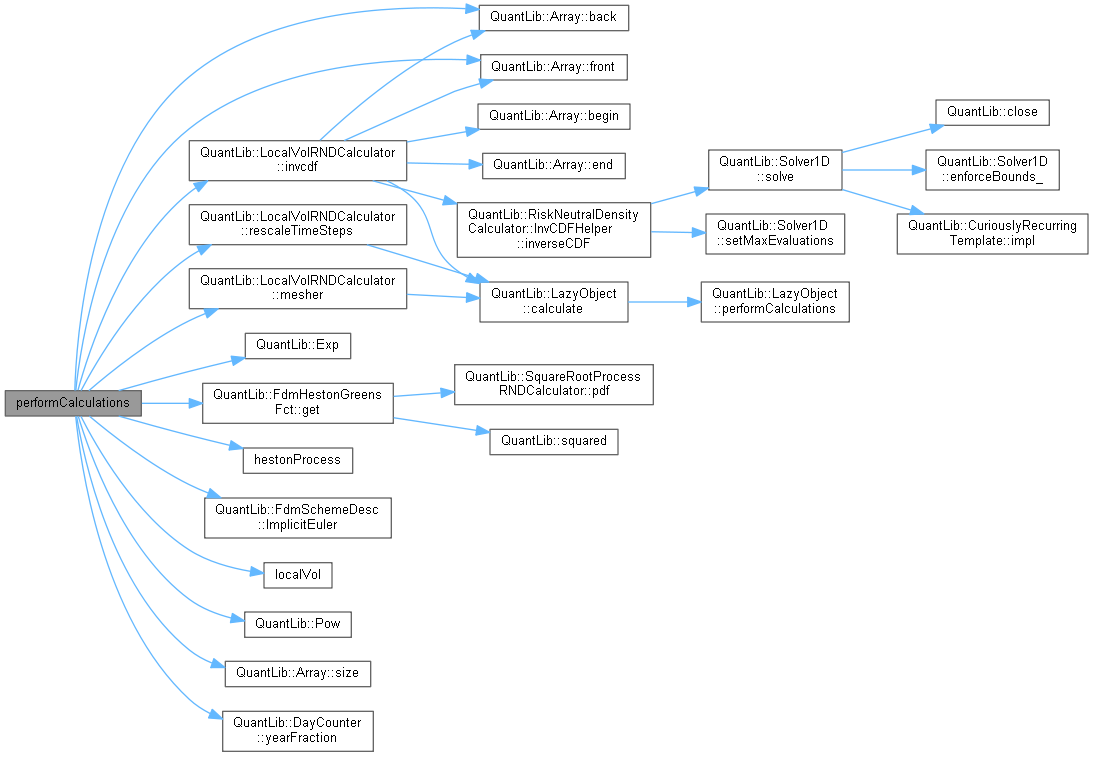 performCalculations
QuantLib::Array::back
QuantLib::Array::front
QuantLib::LocalVolRNDCalculator
::invcdf
QuantLib::Array::begin
QuantLib::Array::end
QuantLib::RiskNeutralDensity
Calculator::InvCDFHelper
::inverseCDF
QuantLib::Solver1D
::solve
QuantLib::close
QuantLib::Solver1D
::enforceBounds_
QuantLib::CuriouslyRecurring
Template::impl
QuantLib::Solver1D
::setMaxEvaluations
QuantLib::LocalVolRNDCalculator
::rescaleTimeSteps
QuantLib::LocalVolRNDCalculator
::mesher
QuantLib::LazyObject
::calculate
QuantLib::LazyObject
::performCalculations
QuantLib::Exp
QuantLib::FdmHestonGreens
Fct::get
QuantLib::SquareRootProcess
RNDCalculator::pdf
QuantLib::squared
hestonProcess
QuantLib::FdmSchemeDesc
::ImplicitEuler
localVol
QuantLib::Pow
QuantLib::Array::size
QuantLib::DayCounter
::yearFraction